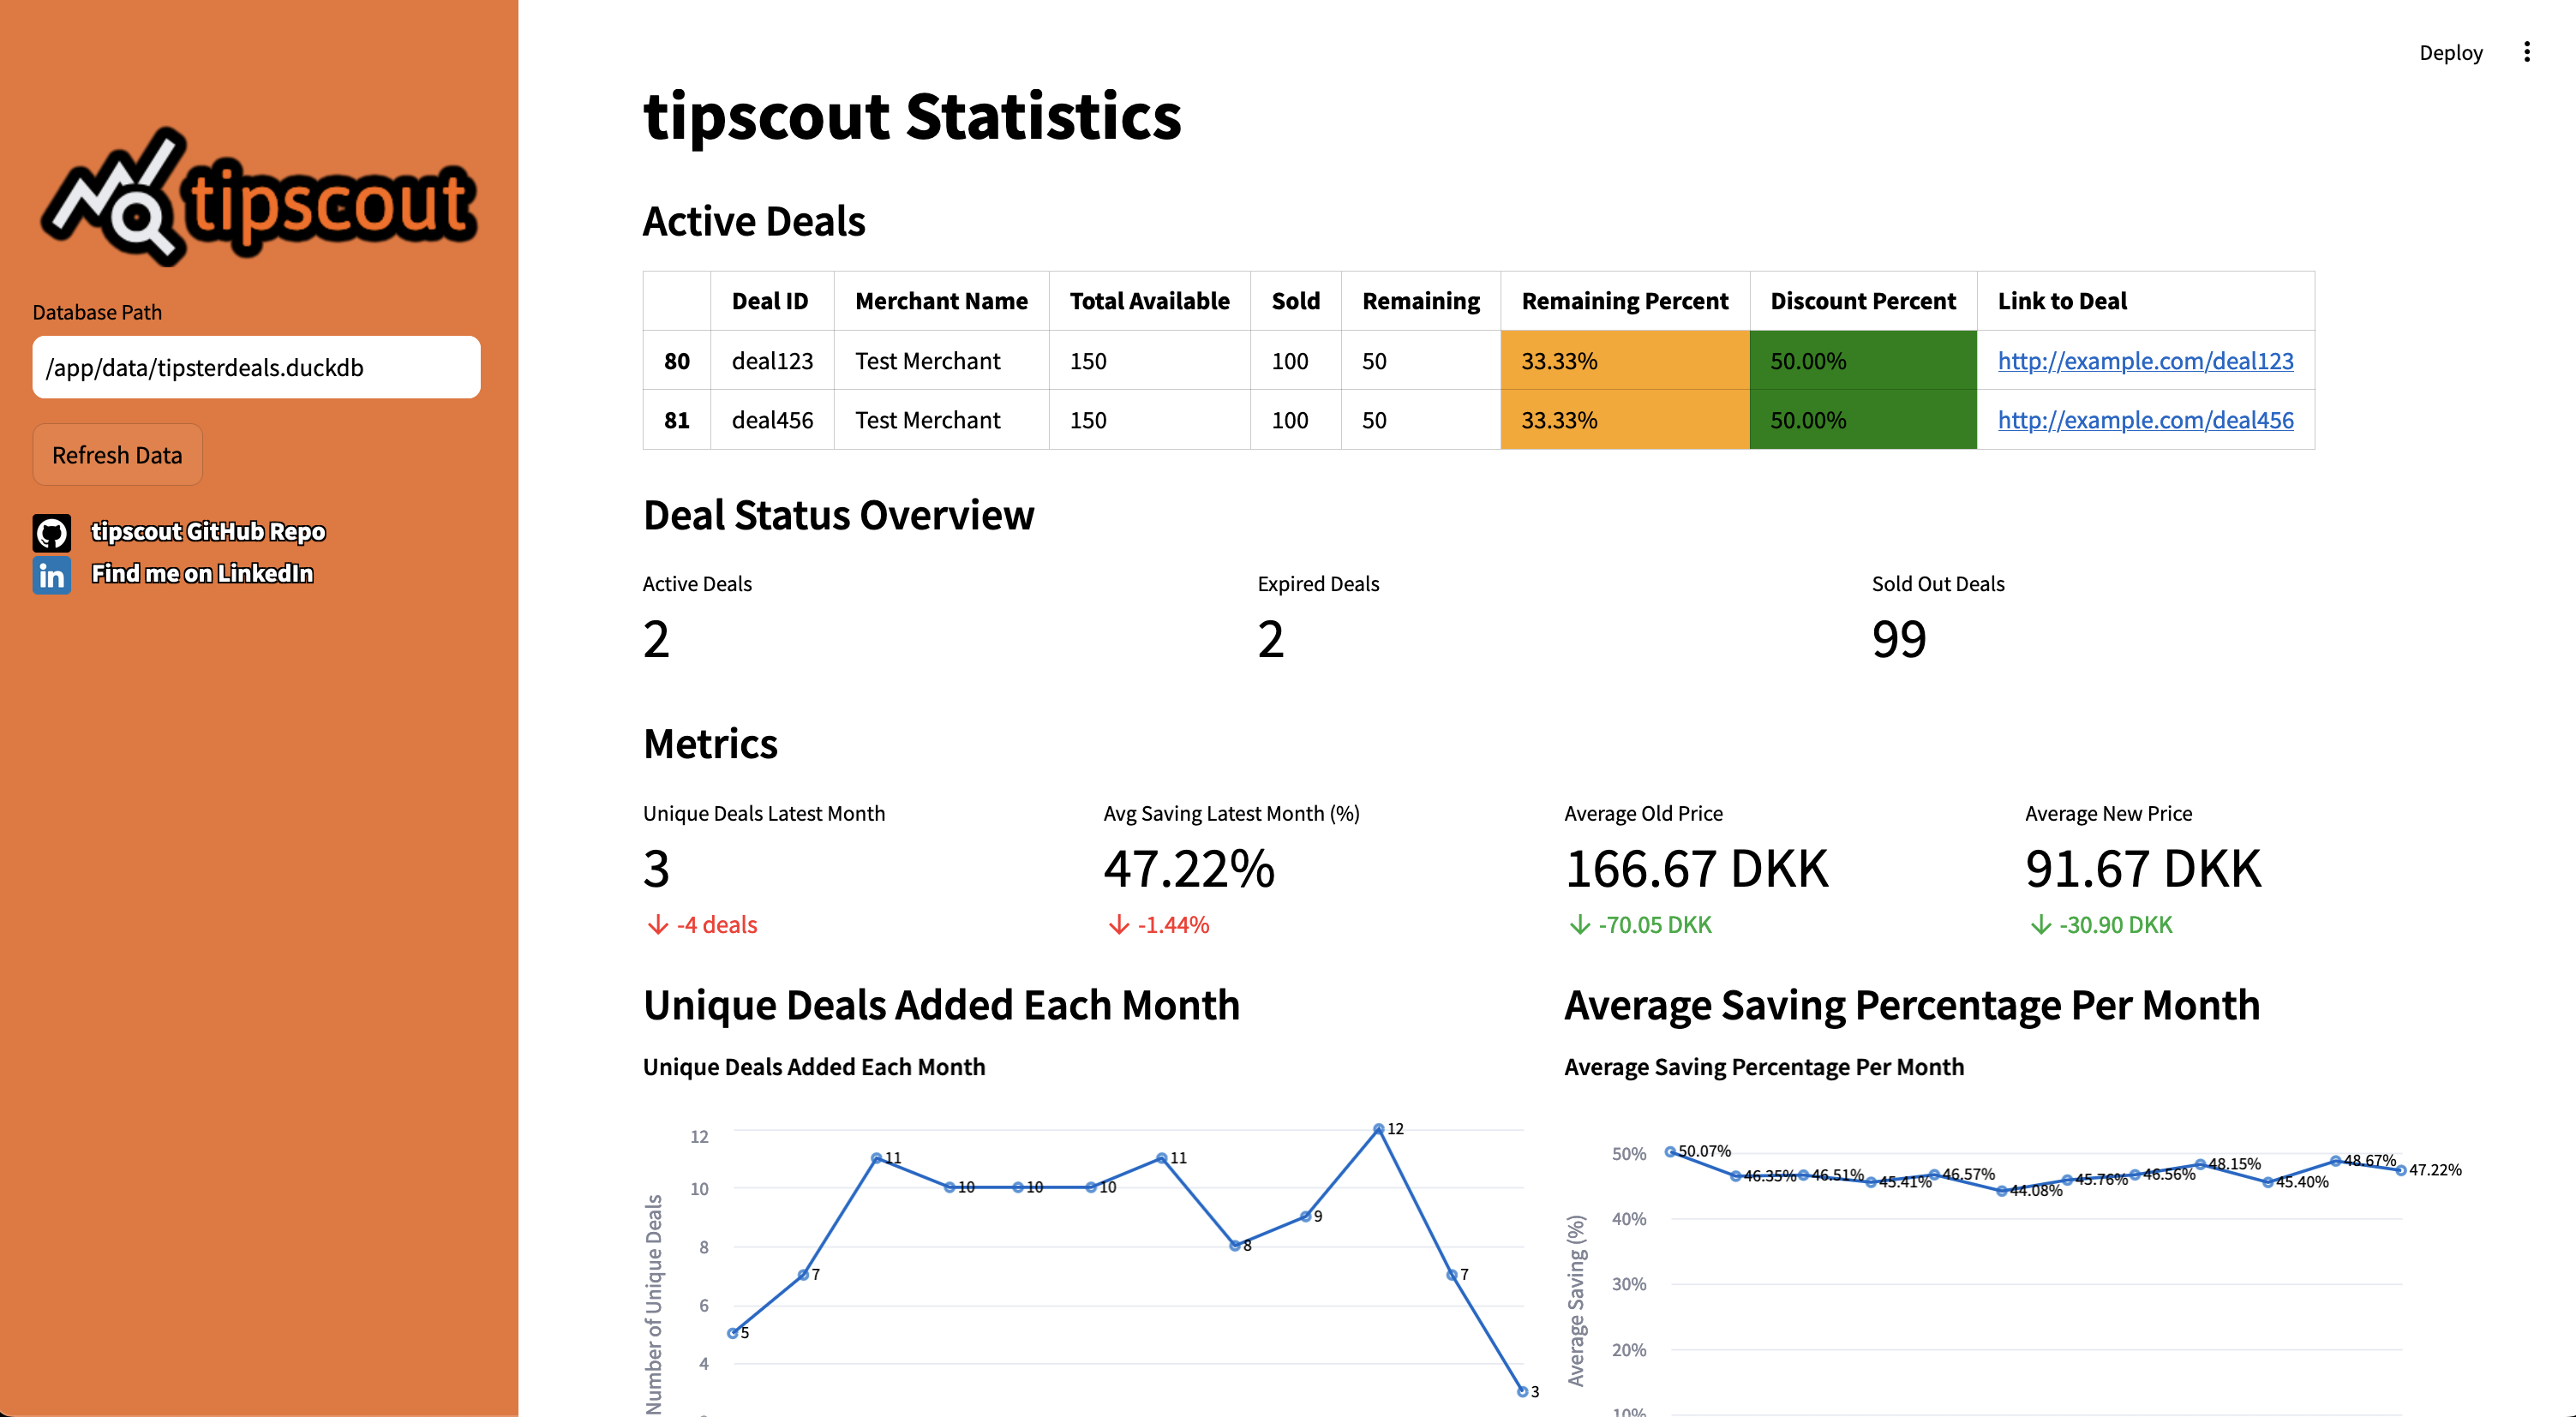 Deploy
tipscout
Database Path
/app/data/tipsterdeals.duckdb
Refresh Data
tipscout GitHub Repo
in Find me on LinkedIn
tipscout Statistics
Active Deals
Deal ID Merchant Name Total Available Sold Remaining Remaining Percent Discount Percent Link to Deal
80 deal123 Test Merchant 150 100 50 33.33% 50.00% http://example.com/deal123
81 deal456 Test Merchant 150 100 50 33.33% 50.00% http://example.com/deal456
Deal Status Overview
Active Deals Expired Deals Sold Out Deals
2 2 99
Metrics
Unique Deals Latest Month Avg Saving Latest Month (%) Average Old Price Average New Price
3 47.22% 166.67 DKK 91.67 DKK
-4 deals -1.44% -70.05 DKK -30.90 DKK
Unique Deals Added Each Month
Unique Deals Added Each Month
Number of Unique Deals
12
10
8
6
4
5 7 11 10 10 10 11 8 9 12 7 3
Average Saving Percentage Per Month
Average Saving Percentage Per Month
Average Saving (%)
50%
40%
30%
20%
10%
50.07% 46.35% 46.51% 45.41% 46.57% 44.08% 45.76% 46.56% 48.15% 45.40% 48.67% 47.22%